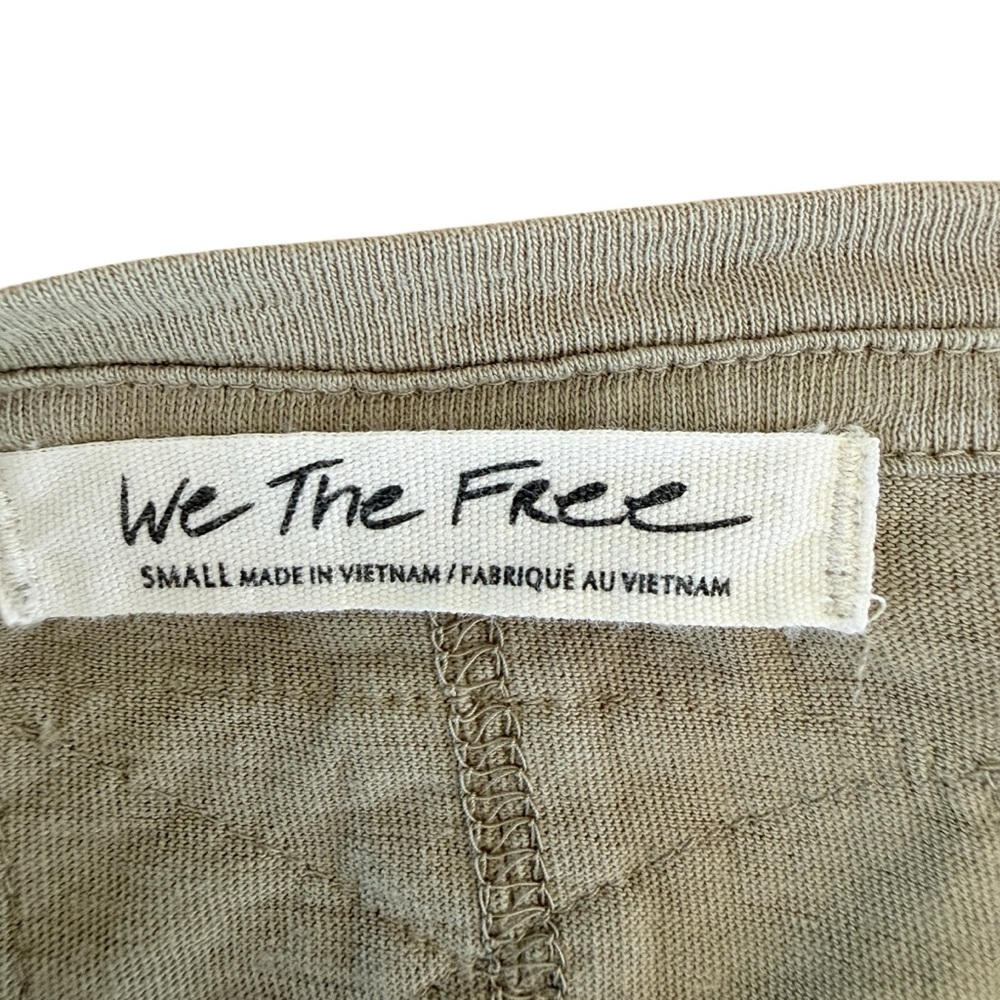 We The Free
SMALL MADE IN VIETNAM / FABRIQUÉ AU VIETNAM